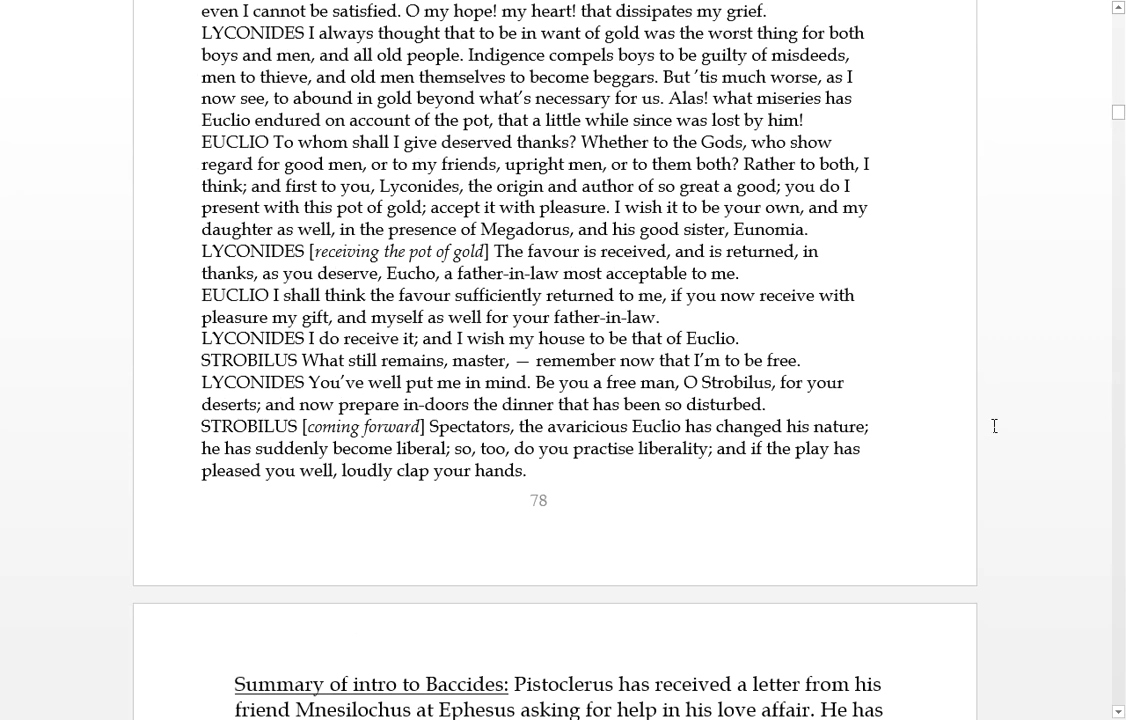 even I cannot be satisfied. O my hope! my heart! that dissipates my grief.
LYCONIDES I always thought that to be in want of gold was the worst thing for both
boys and men, and all old people. Indigence compels boys to be guilty of misdeeds,
men to thieve, and old men themselves to become beggars. But ’tis much worse, as I
now see, to abound in gold beyond what’s necessary for us. Alas! what miseries has
Euclio endured on account of the pot, that a little while since was lost by him!
EUCLIO To whom shall I give deserved thanks? Whether to the Gods, who show
regard for good men, or to my friends, upright men, or to them both? Rather to both, I
think; and first to you, Lyconides, the origin and author of so great a good; you do I
present with this pot of gold; accept it with pleasure. I wish it to be your own, and my
daughter as well, in the presence of Megadorus, and his good sister, Eunomia.
LYCONIDES [receiving the pot of gold] The favour is received, and is returned, in
thanks, as you deserve, Eucho, a father-in-law most acceptable to me.
EUCLIO I shall think the favour sufficiently returned to me, if you now receive with
pleasure my gift, and myself as well for your father-in-law.
LYCONIDES I do receive it; and I wish my house to be that of Euclio.
STROBILUS What still remains, master, — remember now that I’m to be free.
LYCONIDES You’ve well put me in mind. Be you a free man, O Strobilus, for your
deserts; and now prepare in-doors the dinner that has been so disturbed.
STROBILUS [coming forward] Spectators, the avaricious Euclio has changed his nature;
he has suddenly become liberal; so, too, do you practise liberality; and if the play has
pleased you well, loudly clap your hands.
78
Summary of intro to Baccides: Pistoclerus has received a letter from his
friend Mnesilochus at Ephesus asking for help in his love affair. He has